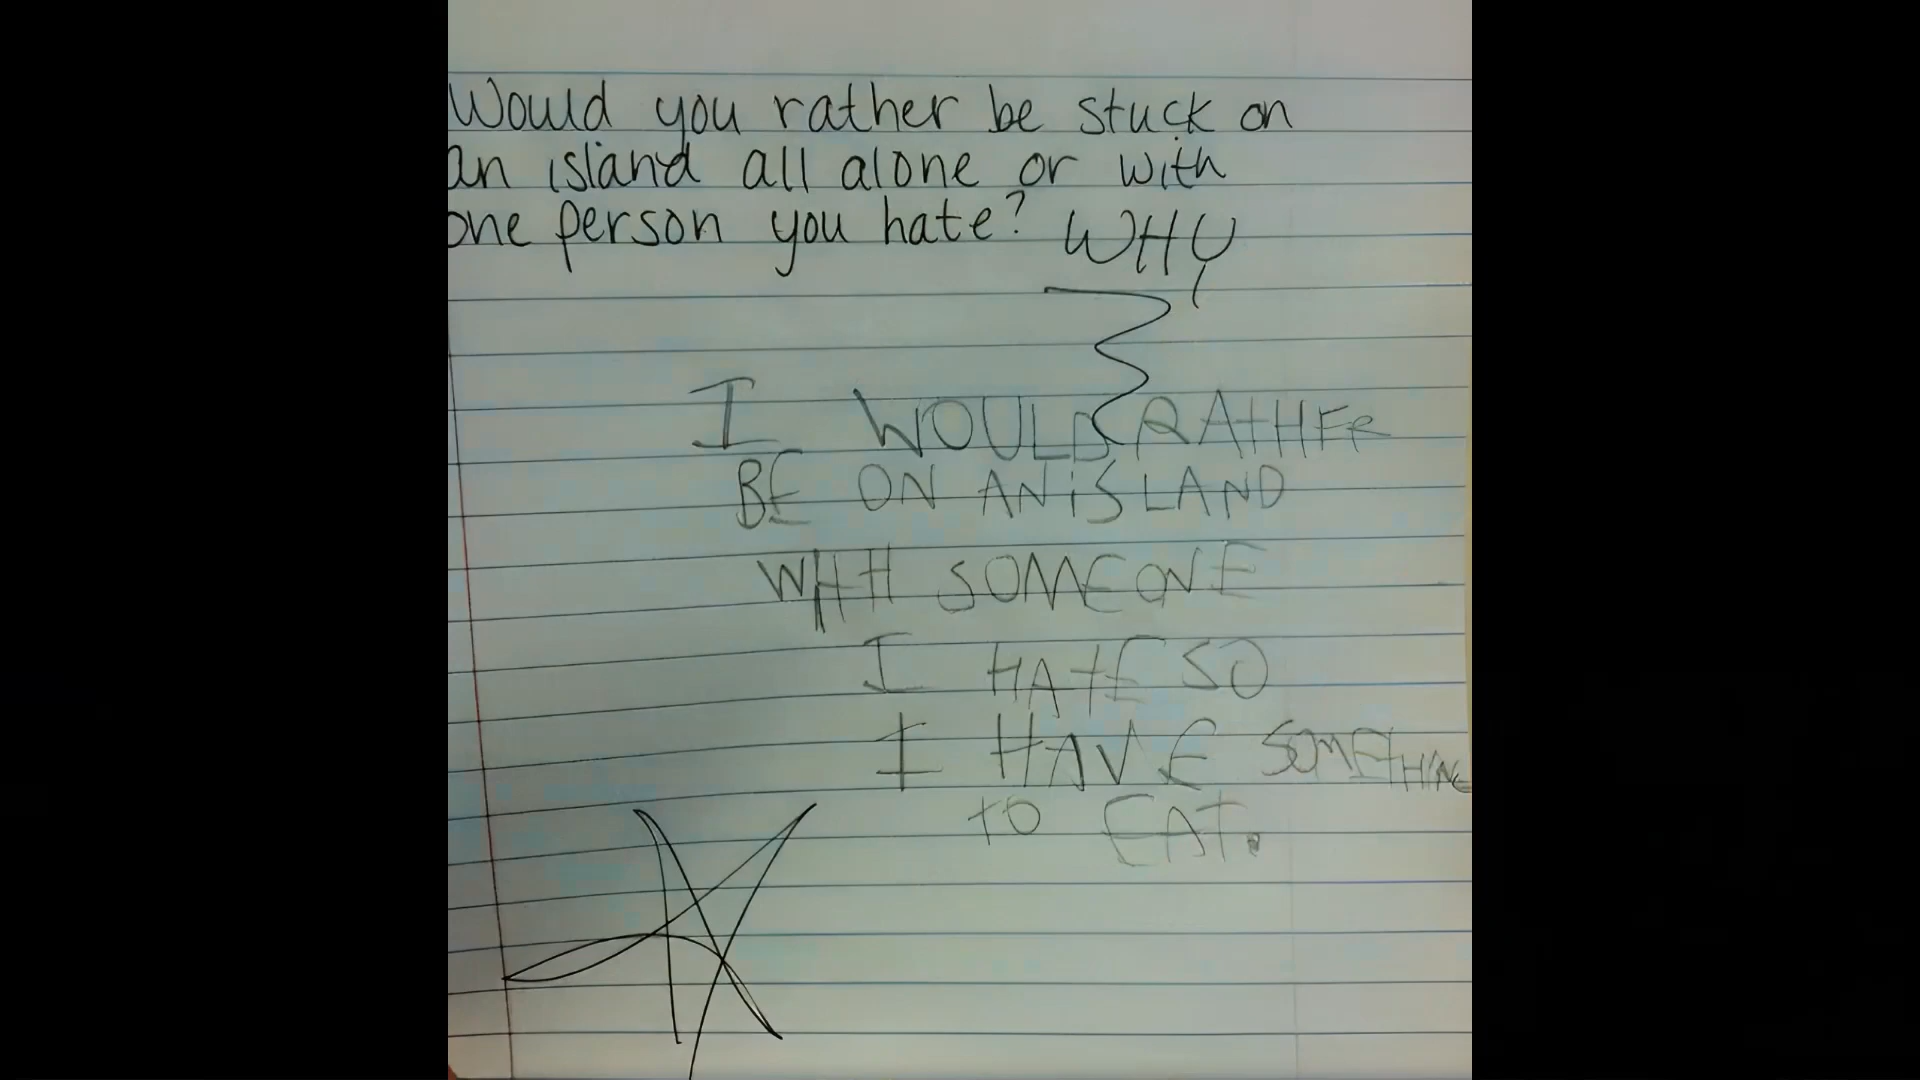 Would you rather be stuck on
an island all alone or with
one person you hate? WHY
I WOULD RATHER
BE ON AN iSLAND
WITH SOMEONE
I HATE SO
I HAVE SOMETHING
TO EAT.